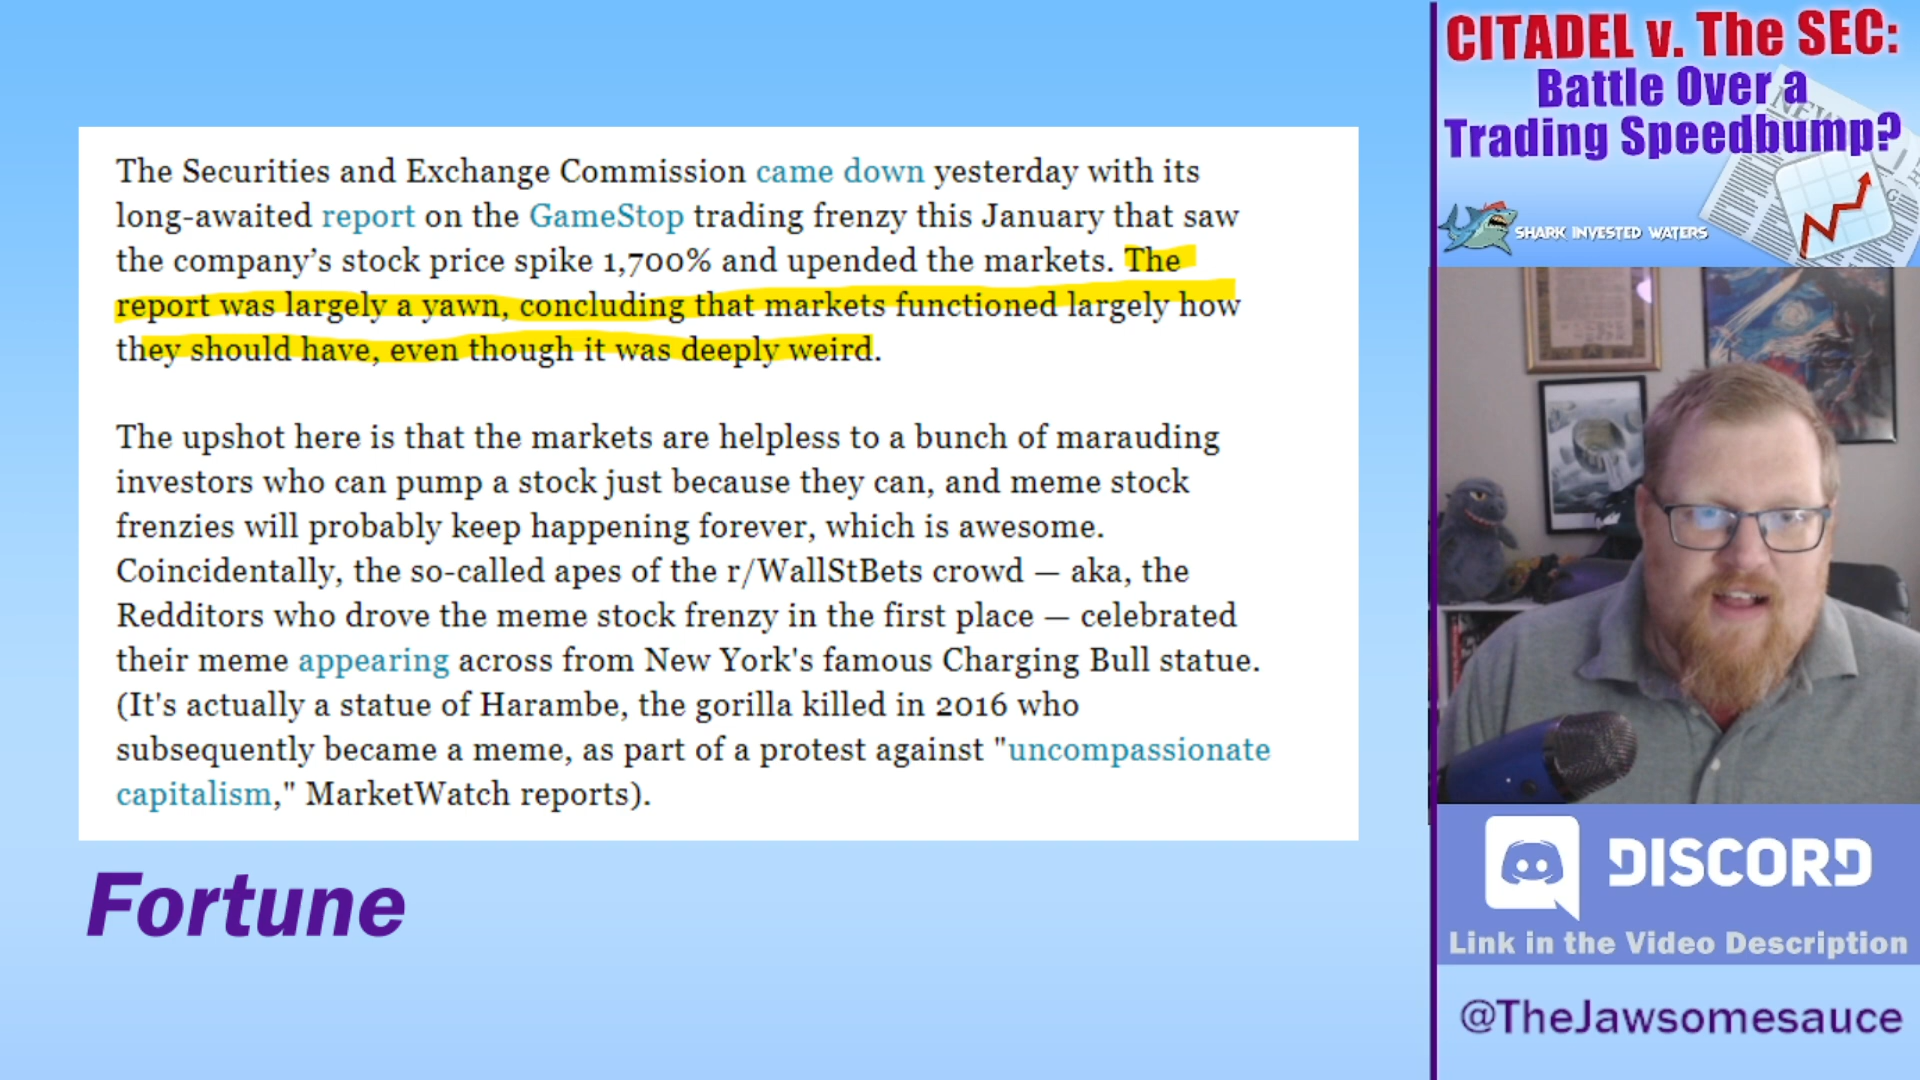 The Securities and Exchange Commission came down yesterday with its
long-awaited report on the GameStop trading frenzy this January that saw
the company’s stock price spike 1,700% and upended the markets. The
report was largely a yawn, concluding that markets functioned largely how
they should have, even though it was deeply weird.
The upshot here is that the markets are helpless to a bunch of marauding
investors who can pump a stock just because they can, and meme stock
frenzies will probably keep happening forever, which is awesome.
Coincidentally, the so-called apes of the r/WallStBets crowd — aka, the
Redditors who drove the meme stock frenzy in the first place — celebrated
their meme appearing across from New York's famous Charging Bull statue.
(It's actually a statue of Harambe, the gorilla killed in 2016 who
subsequently became a meme, as part of a protest against "uncompassionate
capitalism," MarketWatch reports).
Fortune
CITADEL v. The SEC:
Battle Over a
Trading Speedbump?
SHARK INVESTED WATERS
DISCORD
Link in the Video Description
@TheJawsomesauce